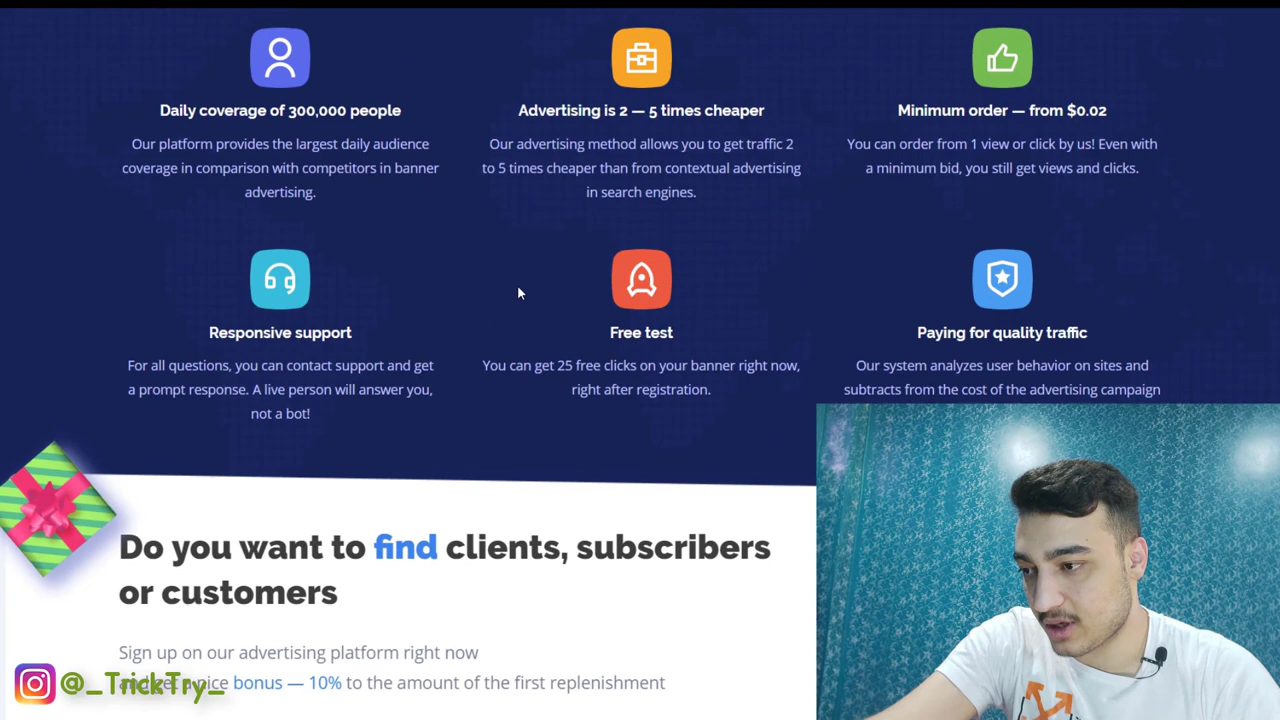 Daily coverage of 300,000 people
Our platform provides the largest daily audience
coverage in comparison with competitors in banner
advertising.
Advertising is 2 — 5 times cheaper
Our advertising method allows you to get traffic 2
to 5 times cheaper than from contextual advertising
in search engines.
Minimum order — from $0.02
You can order from 1 view or click by us! Even with
a minimum bid, you still get views and clicks.
Responsive support
For all questions, you can contact support and get
a prompt response. A live person will answer you,
not a bot!
Free test
You can get 25 free clicks on your banner right now,
right after registration.
Paying for quality traffic
Our system analyzes user behavior on sites and
subtracts from the cost of the advertising campaign
Do you want to find clients, subscribers
or customers
Sign up on our advertising platform right now
bonus — 10% to the amount of the first replenishment
@_TrickTry_